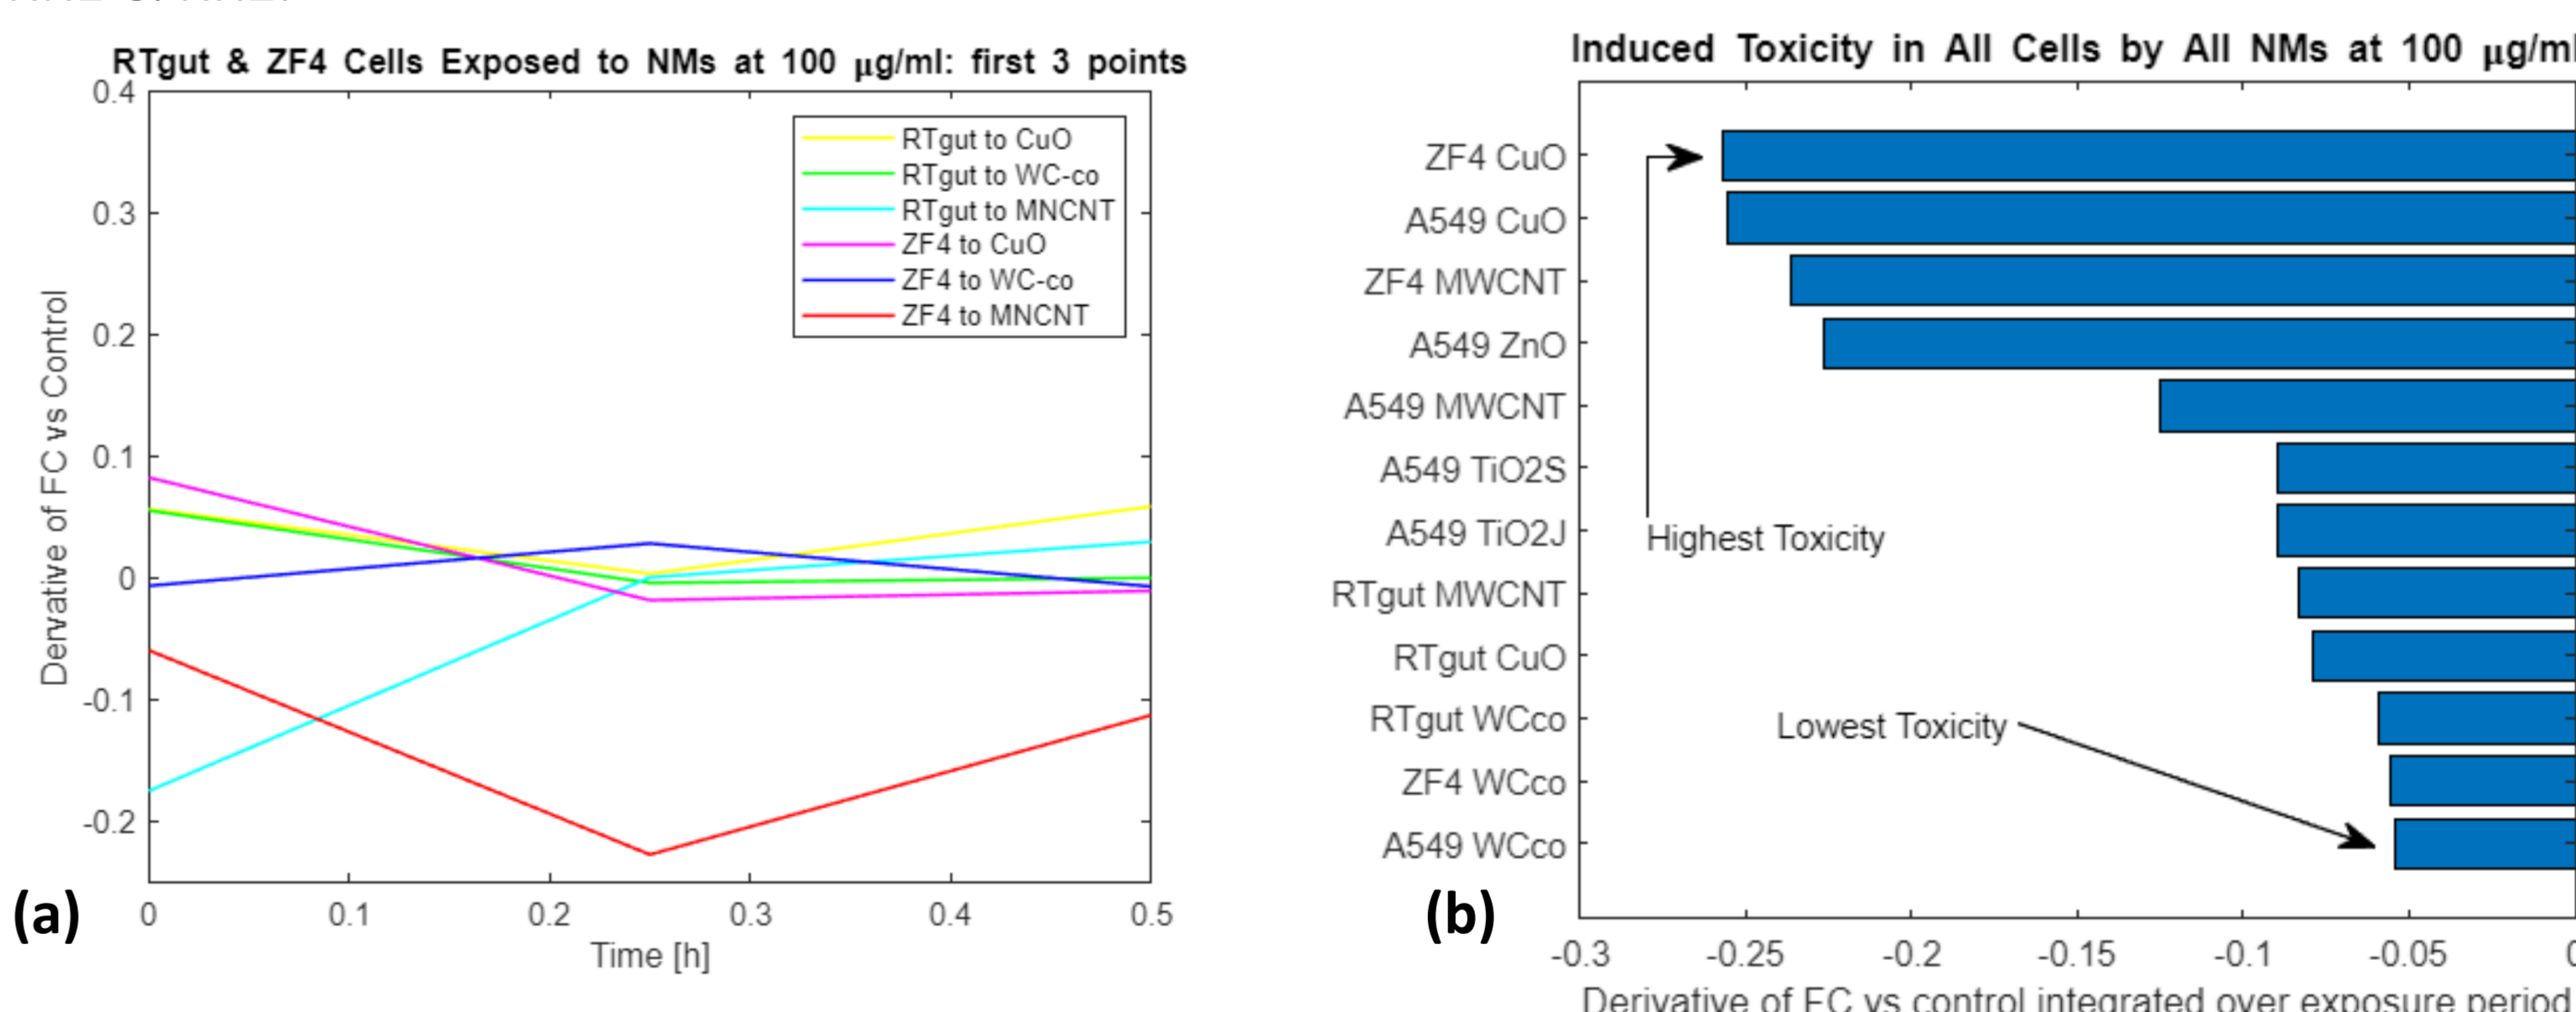 RTgut & ZF4 Cells Exposed to NMs at 100 μg/ml: first 3 points
0.4
0.3
0.2
0.1
0
-0.1
-0.2
Dervative of FC vs Control
RTgut to CuO
RTgut to WC-co
RTgut to MNCNT
ZF4 to CuO
ZF4 to WC-co
ZF4 to MNCNT
0 0.1 0.2 0.3 0.4 0.5
Time [h]
(a)
Induced Toxicity in All Cells by All NMs at 100 μg/ml
ZF4 CuO
A549 CuO
ZF4 MWCNT
A549 ZnO
A549 MWCNT
A549 TiO2S
A549 TiO2J
RTgut MWCNT
RTgut CuO
RTgut WCco
ZF4 WCco
A549 WCco
Highest Toxicity
Lowest Toxicity
-0.3 -0.25 -0.2 -0.15 -0.1 -0.05 0
Derivative of FC vs control integrated over exposure period
(b)